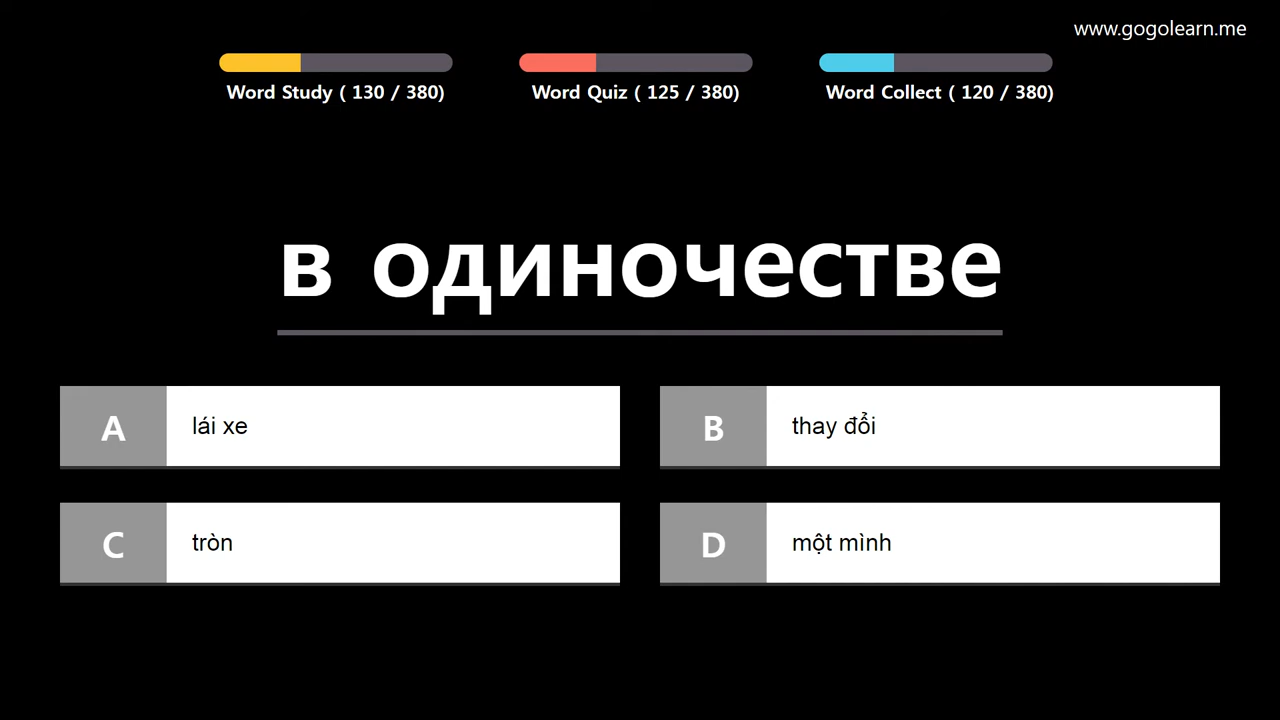 www.gogolearn.me
Word Study ( 130 / 380)
Word Quiz ( 125 / 380)
Word Collect ( 120 / 380)
в одиночестве
A
lái xe
B
thay đổi
C
tròn
D
một mình